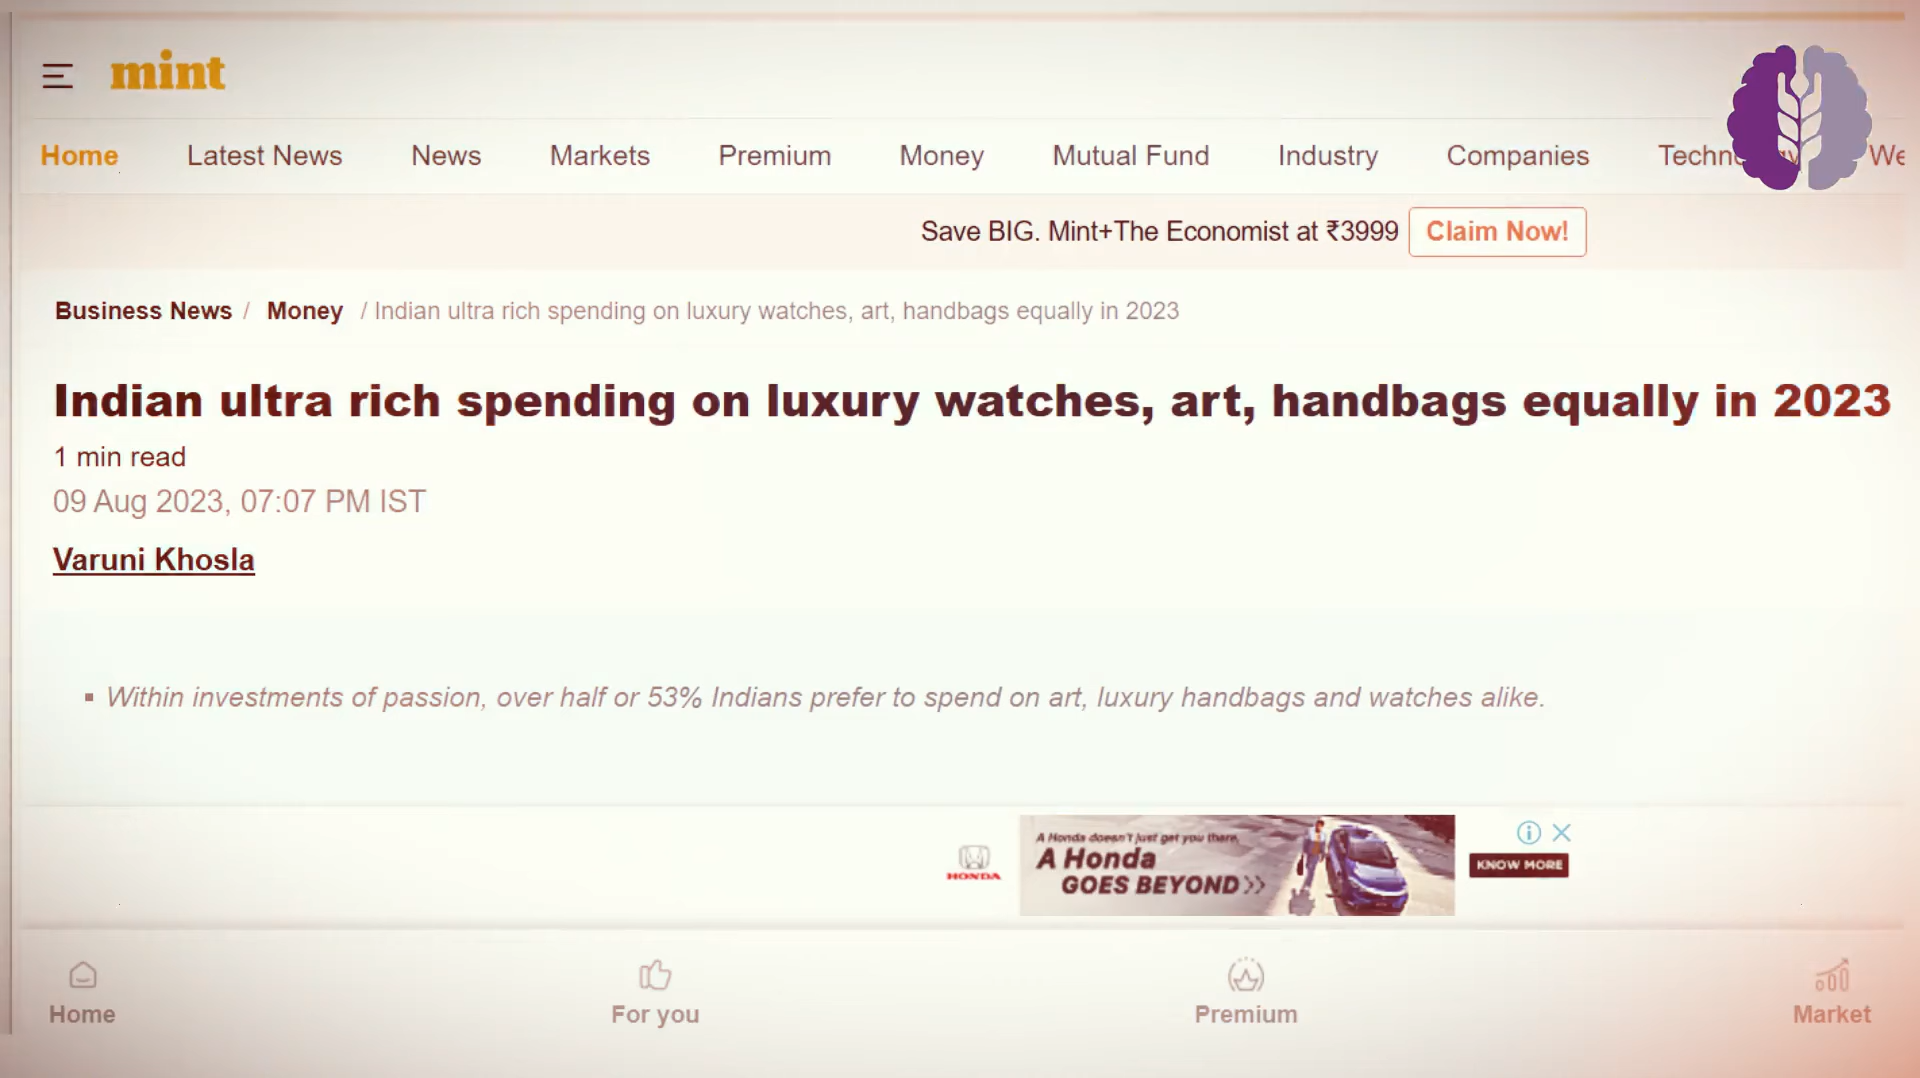 mint
Home Latest News News Markets Premium Money Mutual Fund Industry Companies
Save BIG. Mint+The Economist at ₹3999 Claim Now!
Business News / Money / Indian ultra rich spending on luxury watches, art, handbags equally in 2023
Indian ultra rich spending on luxury watches, art, handbags equally in 2023
1 min read
09 Aug 2023, 07:07 PM IST
Varuni Khosla
▪ Within investments of passion, over half or 53% Indians prefer to spend on art, luxury handbags and watches alike.
A Honda doesn't just get you there,
A Honda
GOES BEYOND >>
HONDA
KNOW MORE
Home For you Premium Market